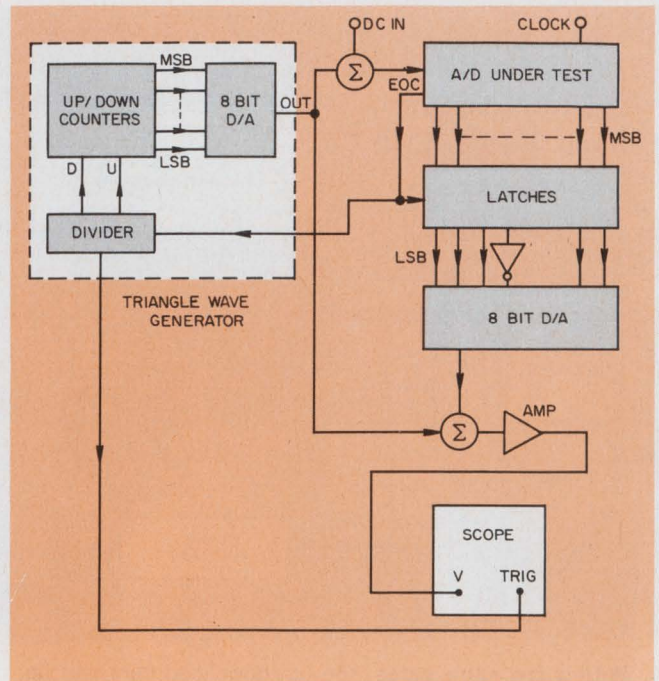 DC IN
CLOCK
MSB
UP/DOWN
COUNTERS
8 BIT
D/A
OUT
LSB
D
U
DIVIDER
TRIANGLE WAVE
GENERATOR
Σ
EOC
A/D UNDER TEST
MSB
LATCHES
LSB
8 BIT D/A
Σ
AMP
SCOPE
V
TRIG